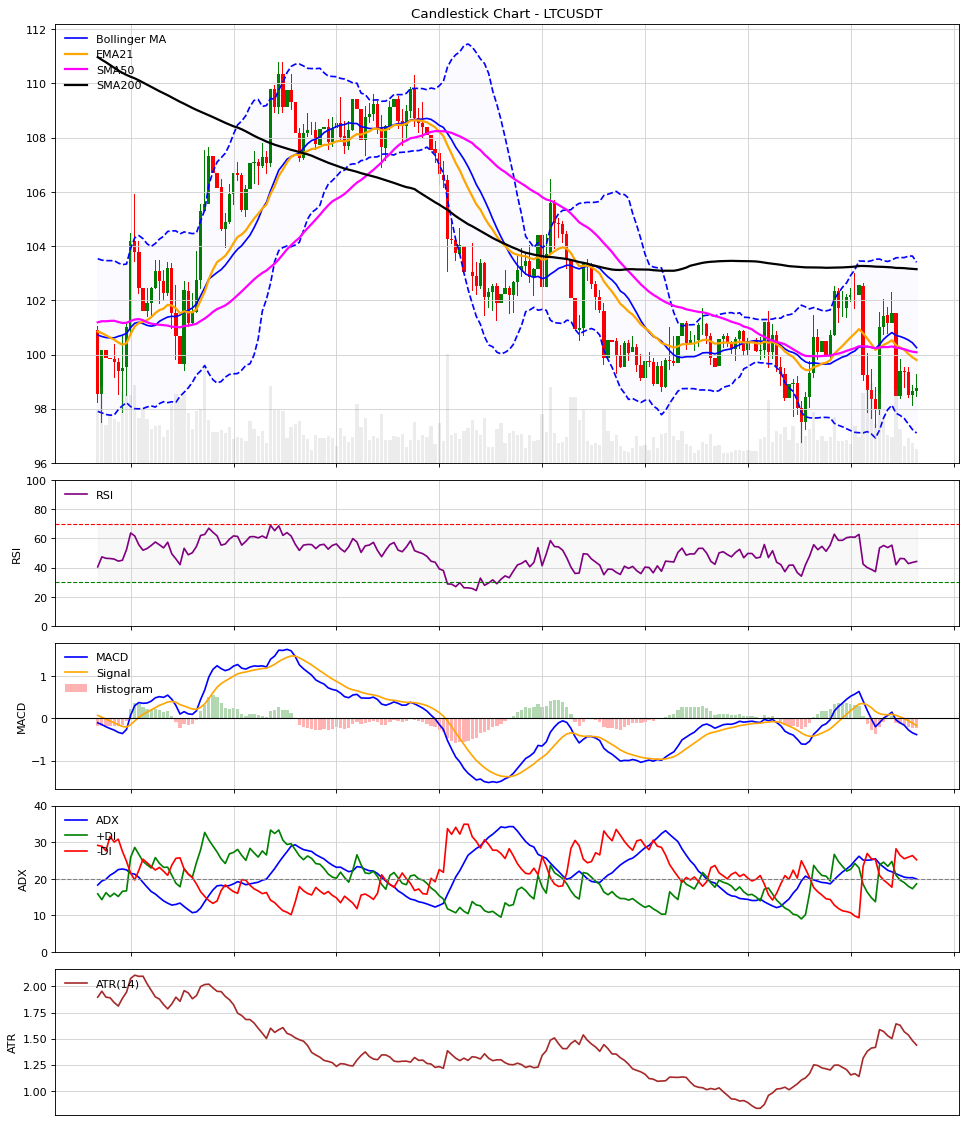 Candlestick Chart - LTCUSDT
112
110
108
106
104
102
100
98
96
Bollinger MA
EMA21
SMA50
SMA200
100
80
60
40
20
0
RSI
RSI
1
0
−1
MACD
MACD
Signal
Histogram
40
30
20
10
0
ADX
ADX
+DI
-DI
2.00
1.75
1.50
1.25
1.00
ATR
ATR(14)